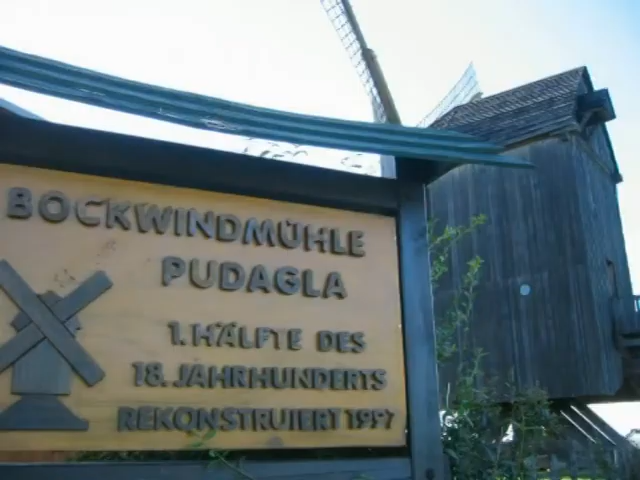 BOCKWINDMÜHLE
PUDAGLA
1. HÄLFTE DES
18. JAHRHUNDERTS
REKONSTRUIERT 1997